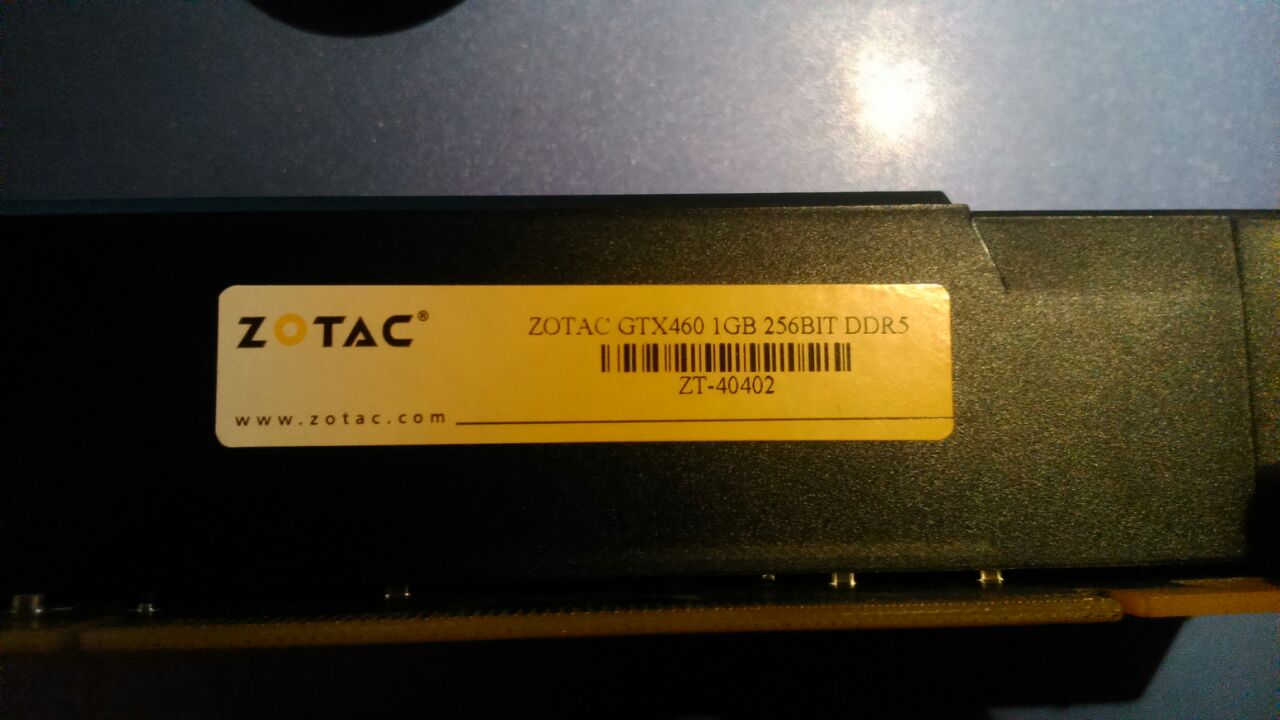 ZOTAC®
ZOTAC GTX460 1GB 256BIT DDR5
ZT-40402
www.zotac.com